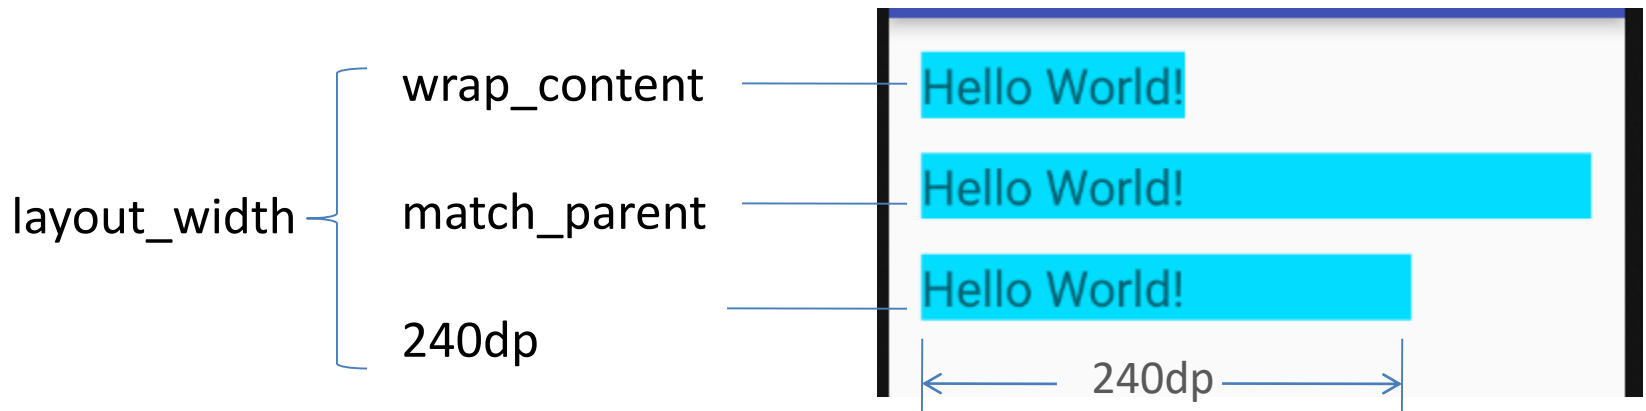 wrap_content
Hello World!
layout_width
match_parent
Hello World!
240dp
Hello World!
240dp